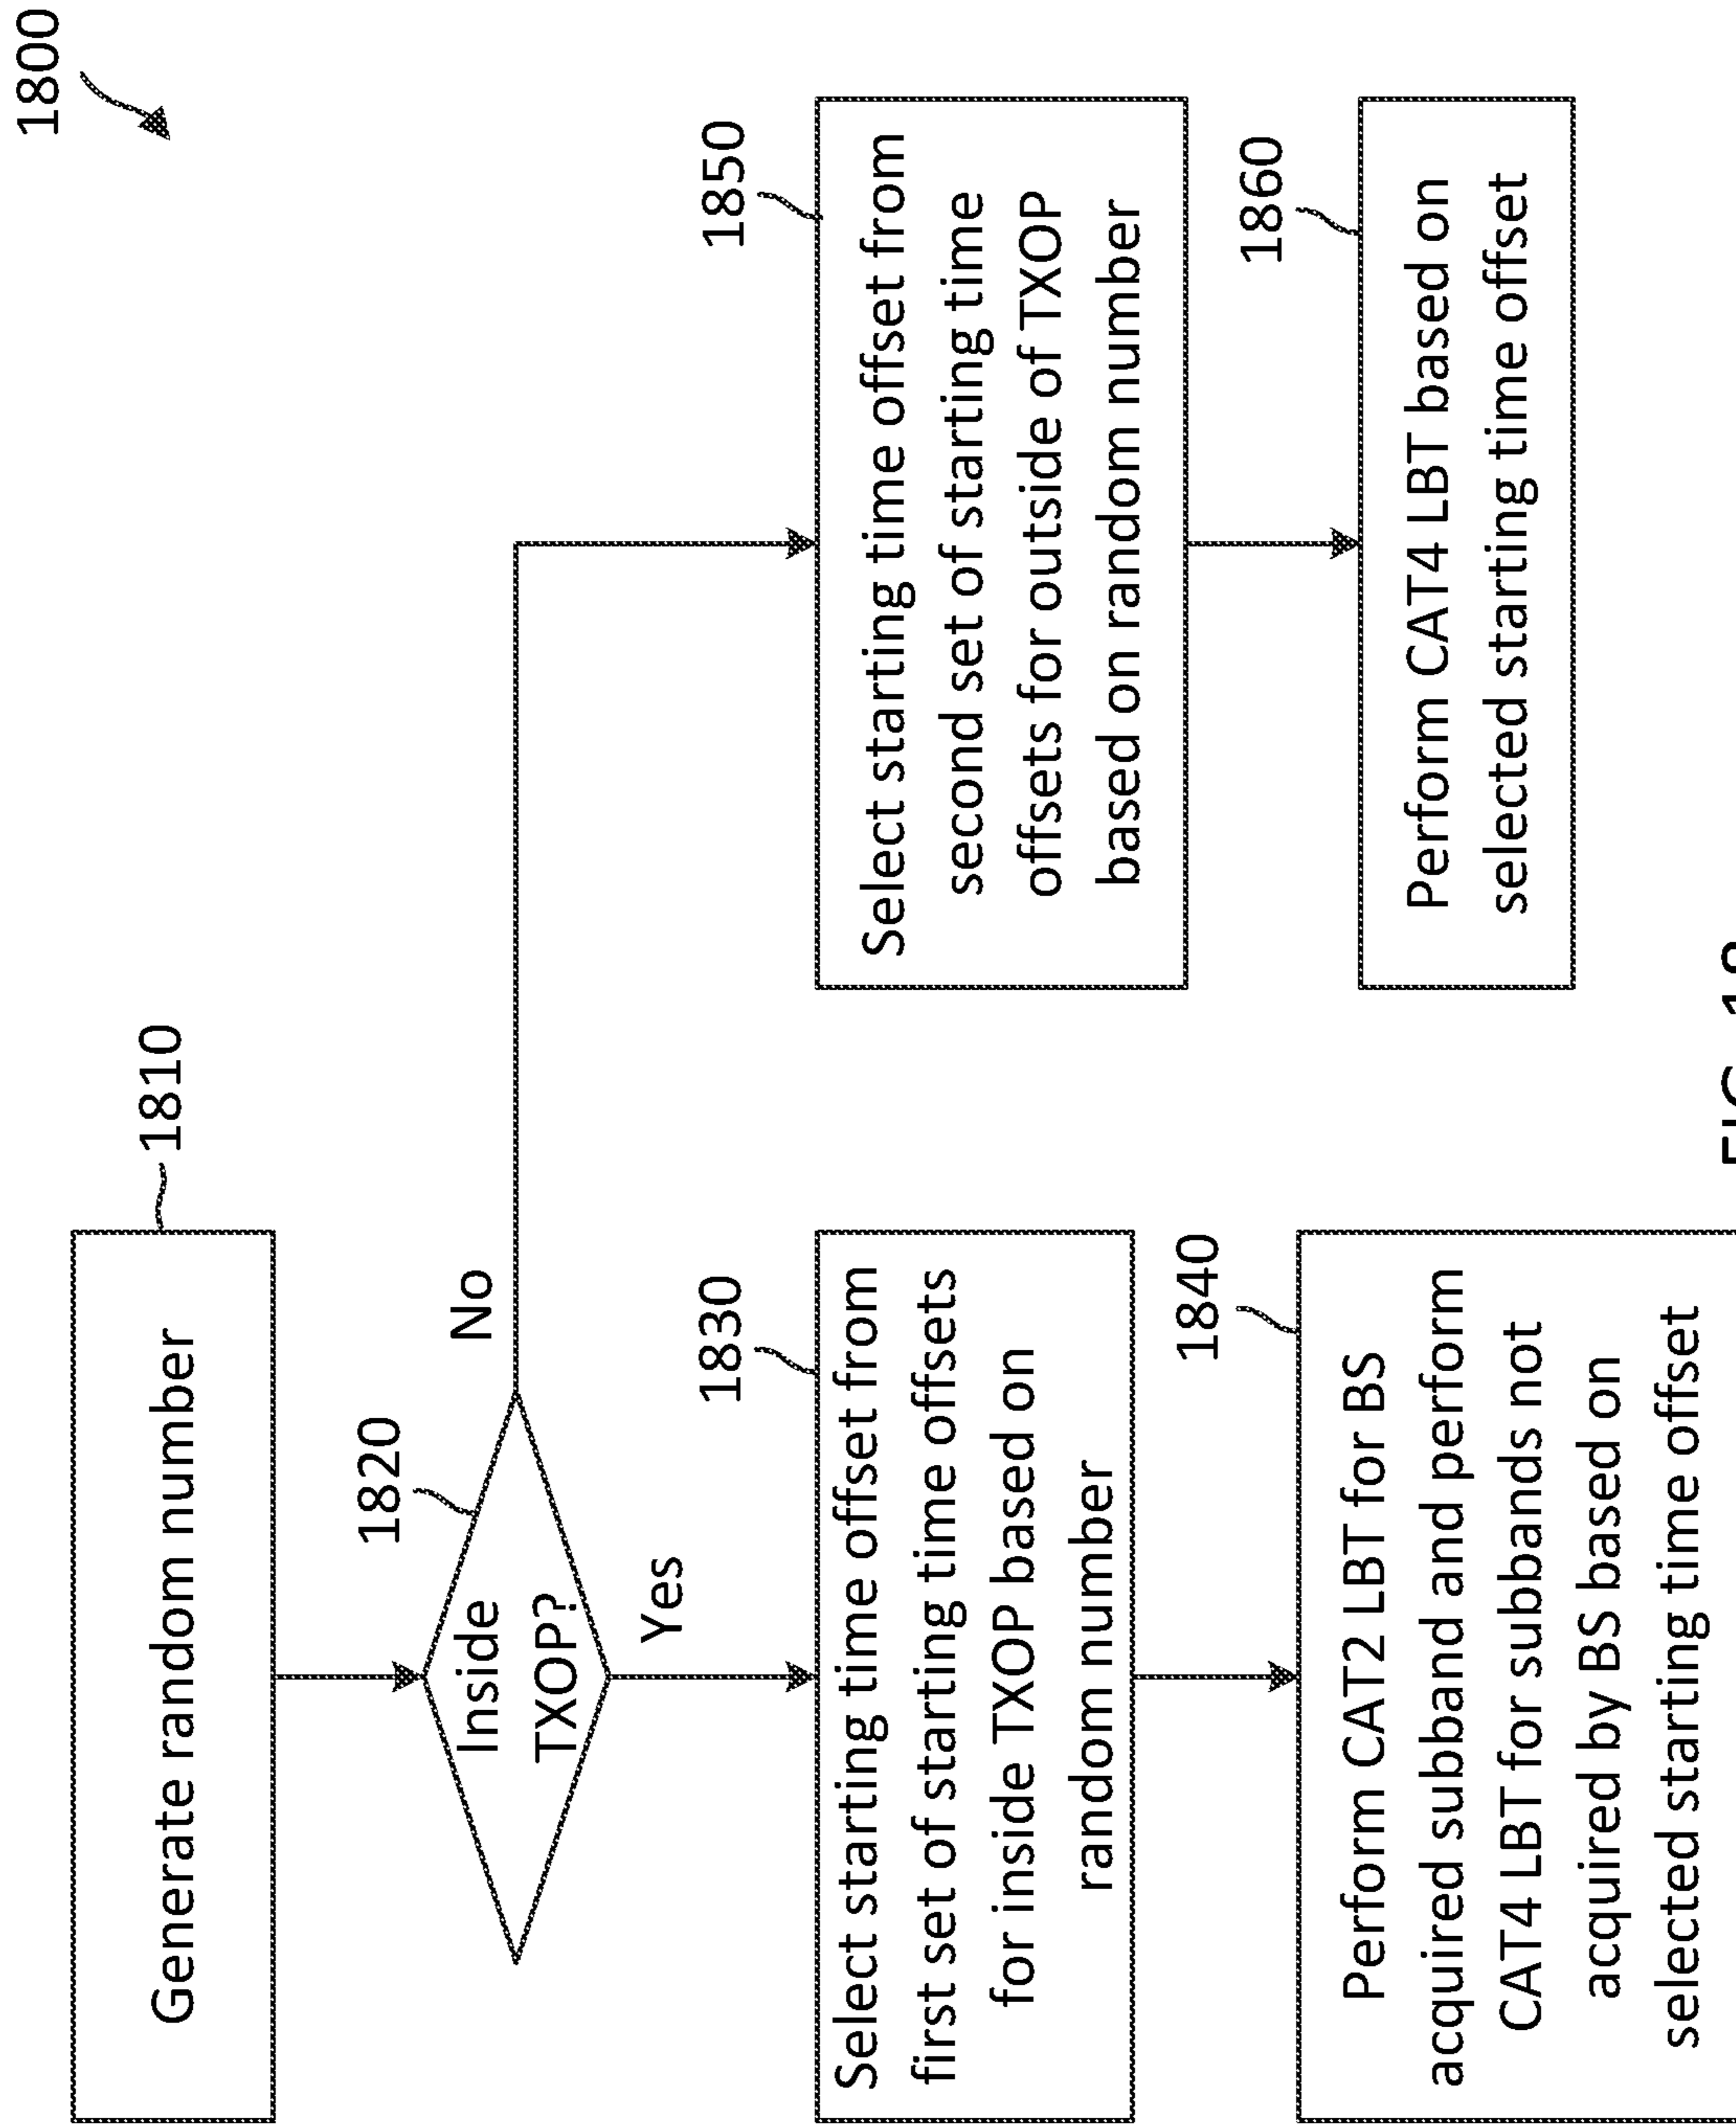 1800
Generate random number
1810
1820
Inside
TXOP?
No
Yes
1830
Select starting time offset from
first set of starting time offsets
for inside TXOP based on
random number
1840
Perform CAT2 LBT for BS
acquired subband and perform
CAT4 LBT for subbands not
acquired by BS based on
selected starting time offset
1850
Select starting time offset from
second set of starting time
offsets for outside of TXOP
based on random number
1860
Perform CAT4 LBT based on
selected starting time offset
FIG. 18